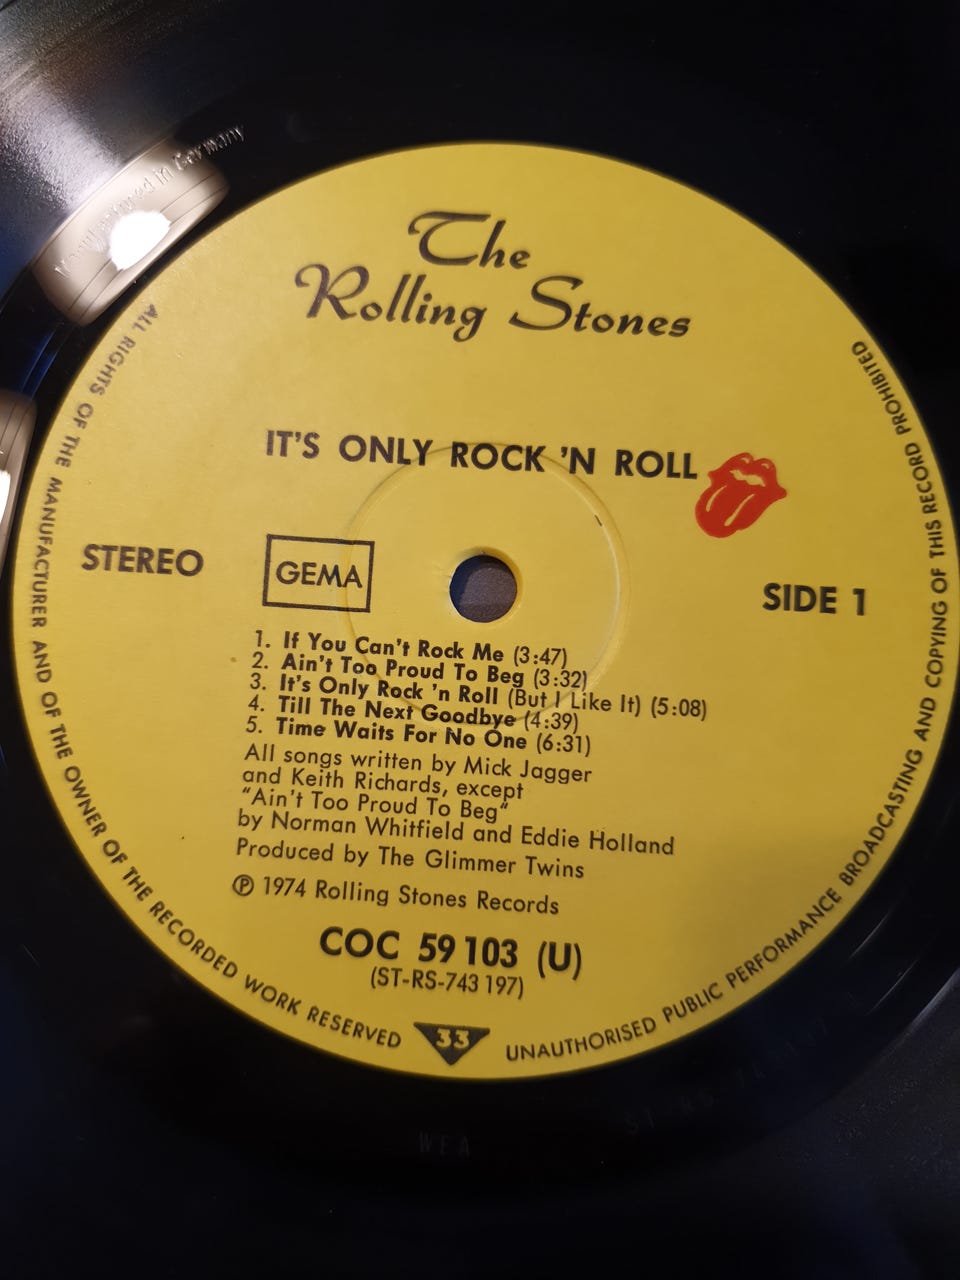 Manufactured in Germany
The
Rolling Stones
IT'S ONLY ROCK 'N ROLL
STEREO
GEMA
SIDE 1
1. If You Can't Rock Me (3:47)
2. Ain't Too Proud To Beg (3:32)
3. It's Only Rock 'n Roll (But I Like It) (5:08)
4. Till The Next Goodbye (4:39)
5. Time Waits For No One (6:31)
All songs written by Mick Jagger
and Keith Richards, except
"Ain't Too Proud To Beg"
by Norman Whitfield and Eddie Holland
Produced by The Glimmer Twins
Ⓟ 1974 Rolling Stones Records
COC 59 103 (U)
(ST-RS-743 197)
ALL RIGHTS OF THE MANUFACTURER AND OF THE OWNER OF THE RECORDED WORK RESERVED
33
UNAUTHORISED PUBLIC PERFORMANCE BROADCASTING AND COPYING OF THIS RECORD PROHIBITED
WEA